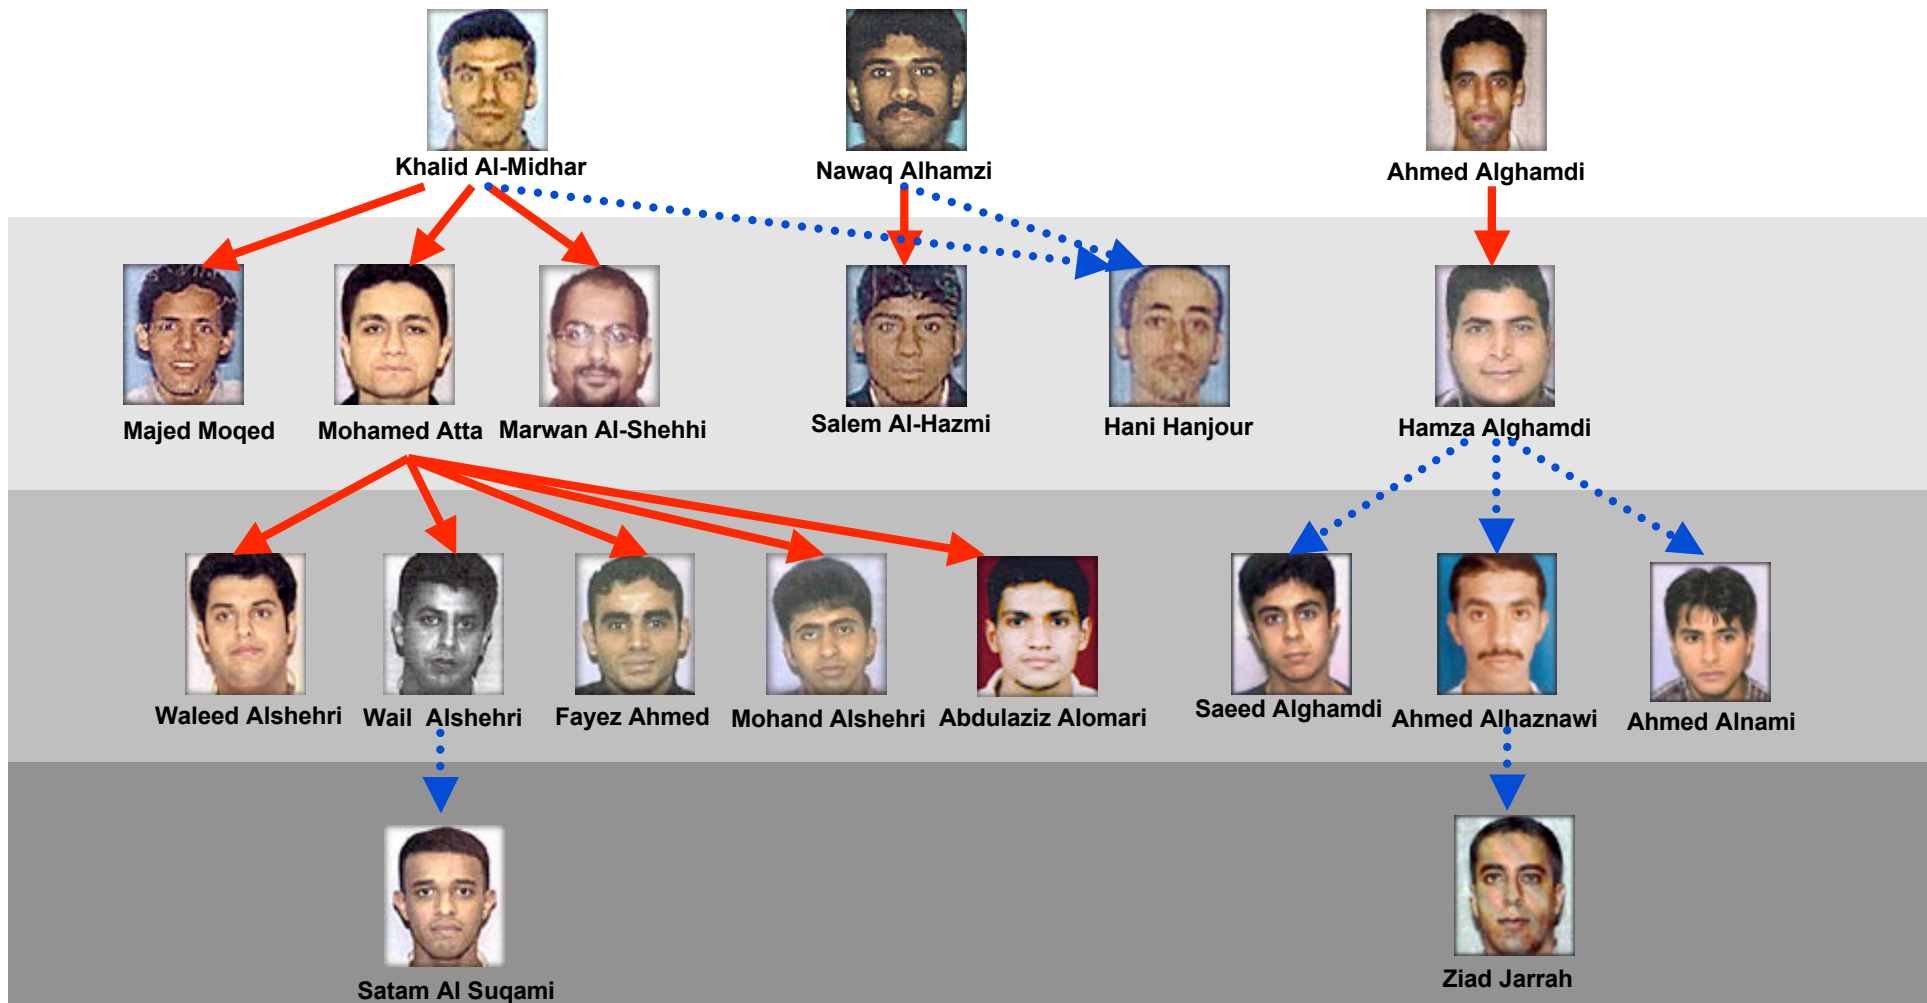 Khalid Al-Midhar
Nawaq Alhamzi
Ahmed Alghamdi
Majed Moqed
Mohamed Atta
Marwan Al-Shehhi
Salem Al-Hazmi
Hani Hanjour
Hamza Alghamdi
Waleed Alshehri
Wail Alshehri
Fayez Ahmed
Mohand Alshehri
Abdulaziz Alomari
Saeed Alghamdi
Ahmed Alhaznawi
Ahmed Alnami
Satam Al Suqami
Ziad Jarrah